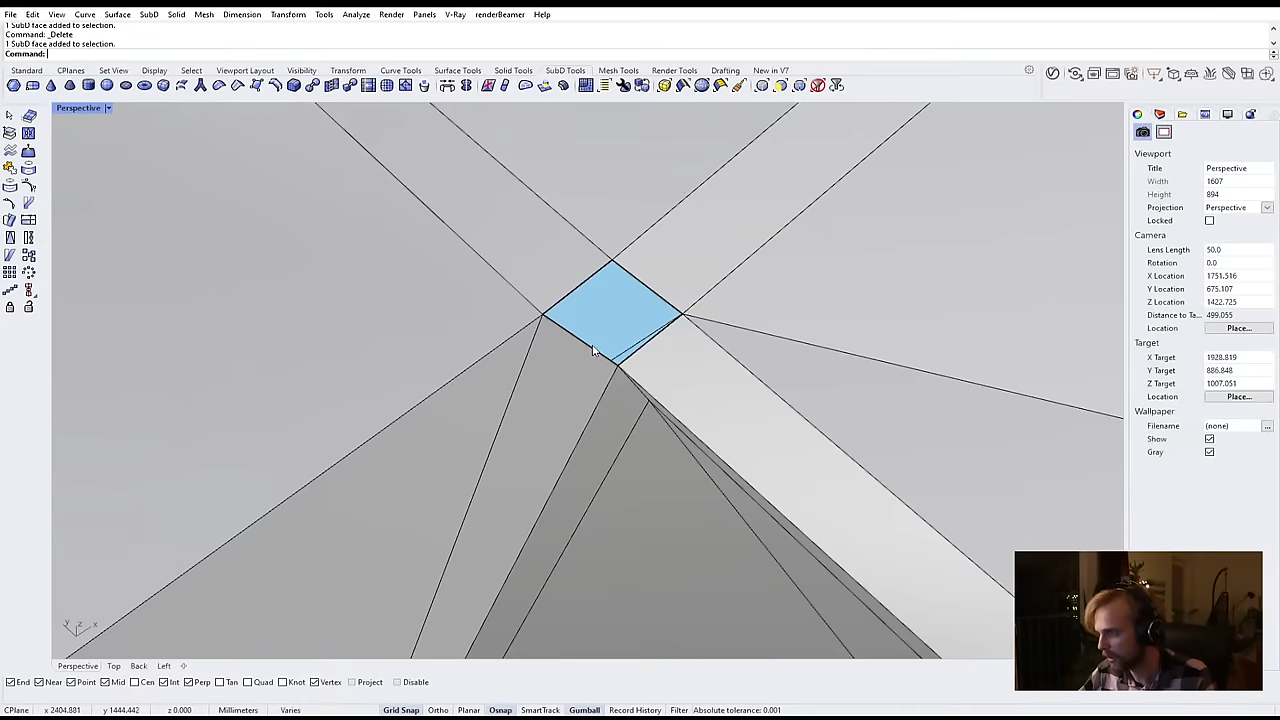 File Edit View Curve Surface SubD Solid Mesh Dimension Transform Tools Analyze Render Panels V-Ray renderBeamer Help
1 SubD face added to selection.
Command: _Delete
1 SubD face added to selection.
Command:
Standard CPlanes Set View Display Select Viewport Layout Visibility Transform Curve Tools Surface Tools Solid Tools SubD Tools Mesh Tools Render Tools Drafting New in V7
Perspective
Viewport
Title Perspective
Width 1607
Height 894
Projection Perspective
Locked
Camera
Lens Length 50.0
Rotation 0.0
X Location 1751.516
Y Location 675.107
Z Location 1422.725
Distance to Ta... 499.055
Location Place...
Target
X Target 1928.819
Y Target 886.848
Z Target 1007.051
Location Place...
Wallpaper
Filename (none) ...
Show
Gray
y z x
Perspective Top Back Left
End Near Point Mid Cen Int Perp Tan Quad Knot Vertex Project Disable
CPlane x 2404.881 y 1444.442 z 0.000 Millimeters Varies Grid Snap Ortho Planar Osnap SmartTrack Gumball Record History Filter Absolute tolerance: 0.001